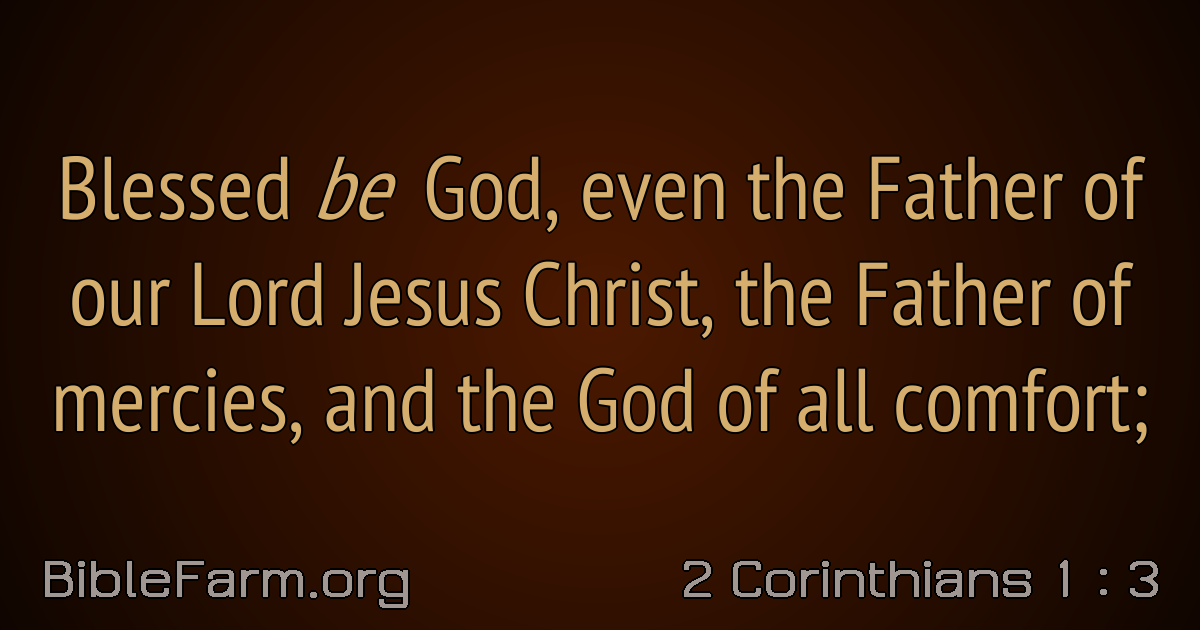 Blessed be God, even the Father of
our Lord Jesus Christ, the Father of
mercies, and the God of all comfort;
BibleFarm.org
2 Corinthians 1 : 3